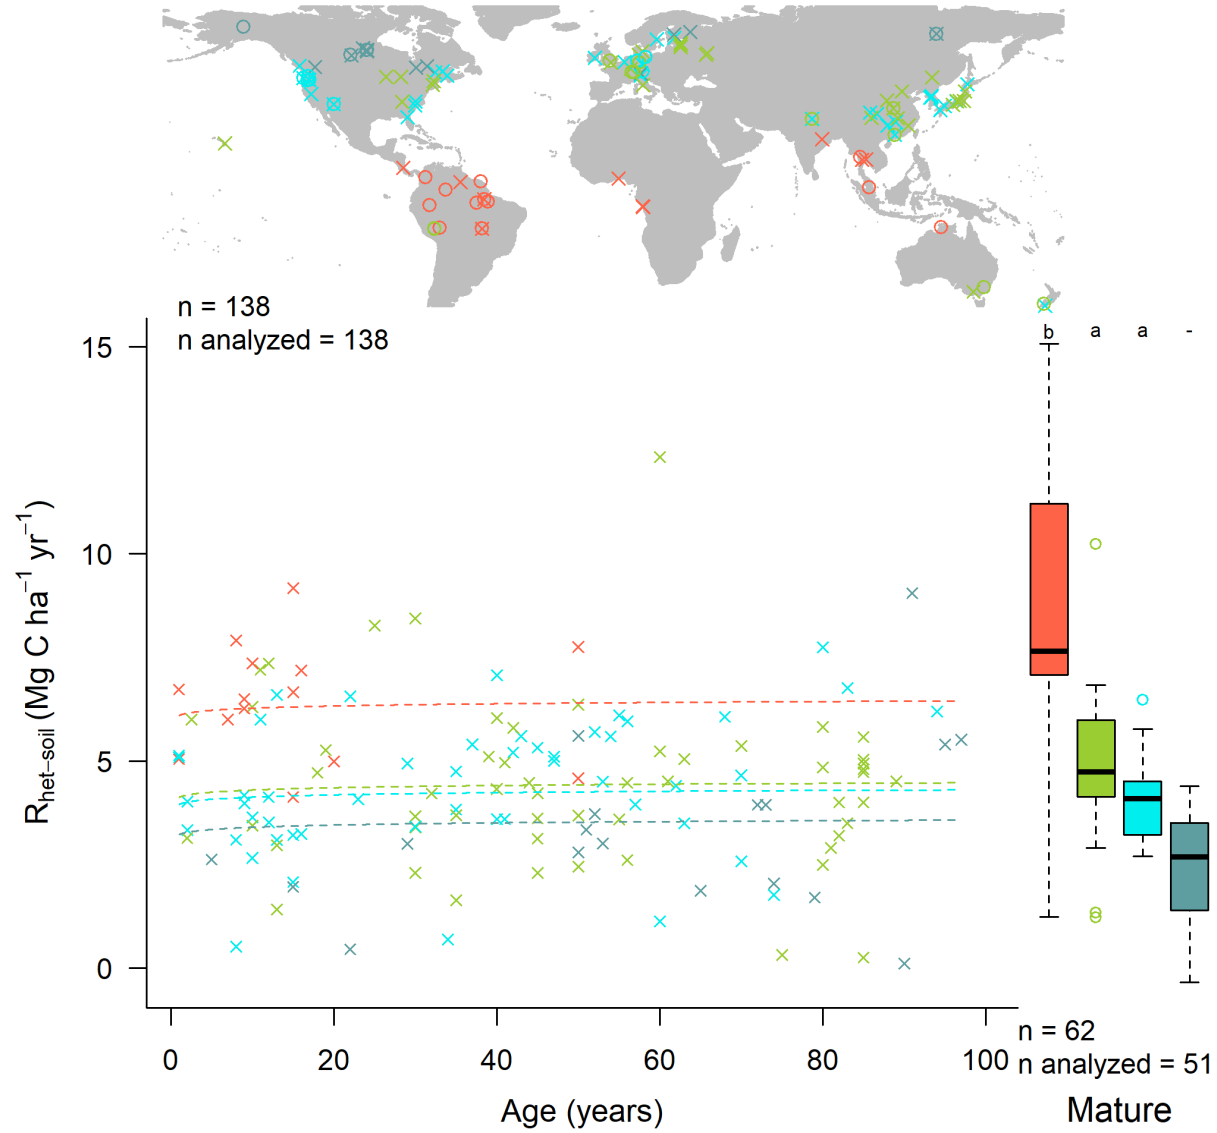 n = 138
n analyzed = 138
b a a -
15
10
5
0
R_het−soil (Mg C ha⁻¹ yr⁻¹)
0 20 40 60 80 100
Age (years)
n = 62
n analyzed = 51
Mature